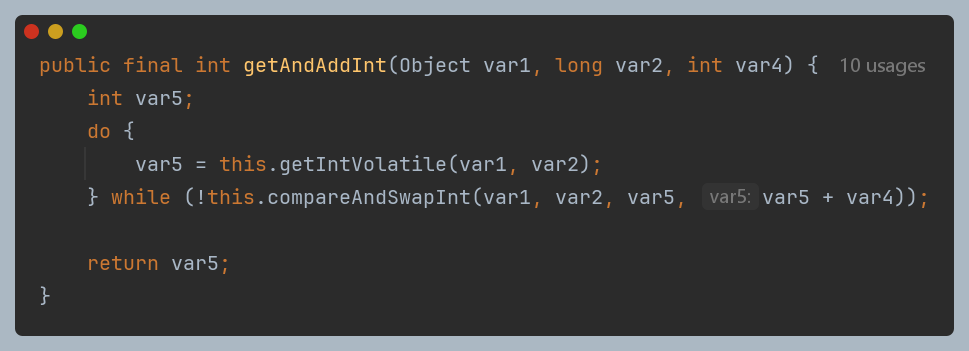 public final int getAndAddInt(Object var1, long var2, int var4) { 10 usages
    int var5;
    do {
        var5 = this.getIntVolatile(var1, var2);
    } while (!this.compareAndSwapInt(var1, var2, var5, var5: var5 + var4));

    return var5;
}